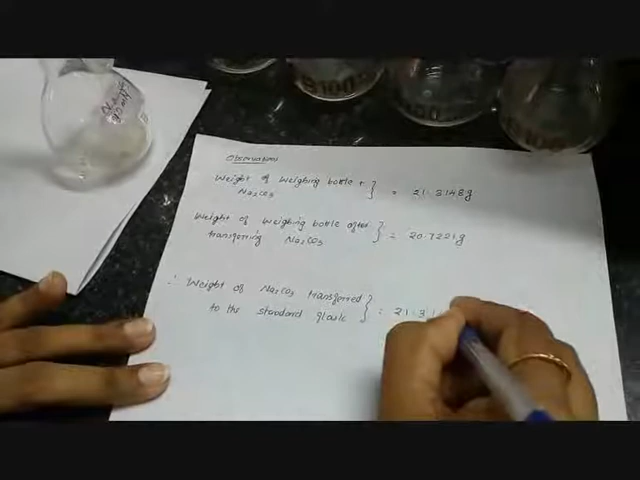 Observation
Weight of weighing bottle +
Na2CO3 } = 21.3148g
Weight of weighing bottle after
transferring Na2CO3 } = 20.7201g
∴ Weight of Na2CO3 transferred
to the standard flask } = 21.31